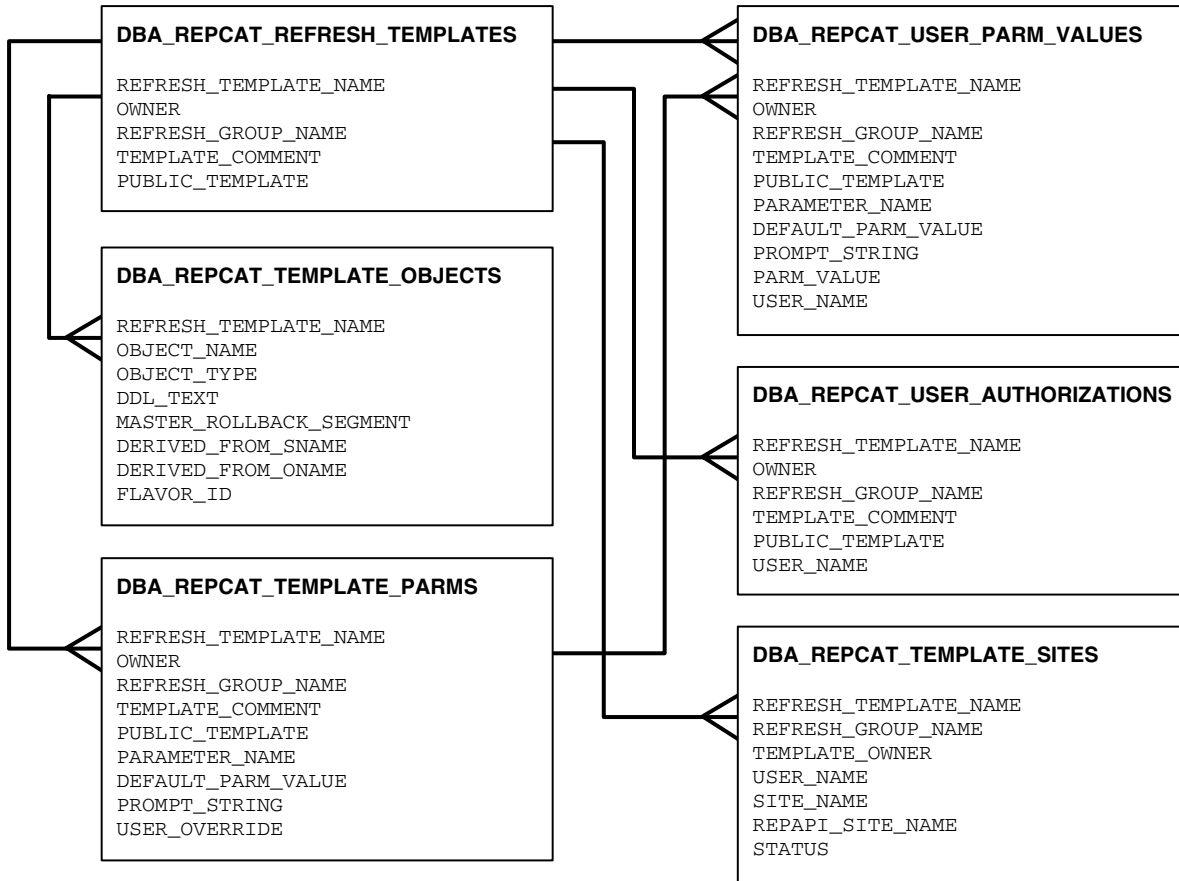 DBA_REPCAT_REFRESH_TEMPLATES
REFRESH_TEMPLATE_NAME
OWNER
REFRESH_GROUP_NAME
TEMPLATE_COMMENT
PUBLIC_TEMPLATE
DBA_REPCAT_TEMPLATE_OBJECTS
REFRESH_TEMPLATE_NAME
OBJECT_NAME
OBJECT_TYPE
DDL_TEXT
MASTER_ROLLBACK_SEGMENT
DERIVED_FROM_SNAME
DERIVED_FROM_ONAME
FLAVOR_ID
DBA_REPCAT_TEMPLATE_PARMS
REFRESH_TEMPLATE_NAME
OWNER
REFRESH_GROUP_NAME
TEMPLATE_COMMENT
PUBLIC_TEMPLATE
PARAMETER_NAME
DEFAULT_PARM_VALUE
PROMPT_STRING
USER_OVERRIDE
DBA_REPCAT_USER_PARM_VALUES
REFRESH_TEMPLATE_NAME
OWNER
REFRESH_GROUP_NAME
TEMPLATE_COMMENT
PUBLIC_TEMPLATE
PARAMETER_NAME
DEFAULT_PARM_VALUE
PROMPT_STRING
PARM_VALUE
USER_NAME
DBA_REPCAT_USER_AUTHORIZATIONS
REFRESH_TEMPLATE_NAME
OWNER
REFRESH_GROUP_NAME
TEMPLATE_COMMENT
PUBLIC_TEMPLATE
USER_NAME
DBA_REPCAT_TEMPLATE_SITES
REFRESH_TEMPLATE_NAME
REFRESH_GROUP_NAME
TEMPLATE_OWNER
USER_NAME
SITE_NAME
REPAPI_SITE_NAME
STATUS